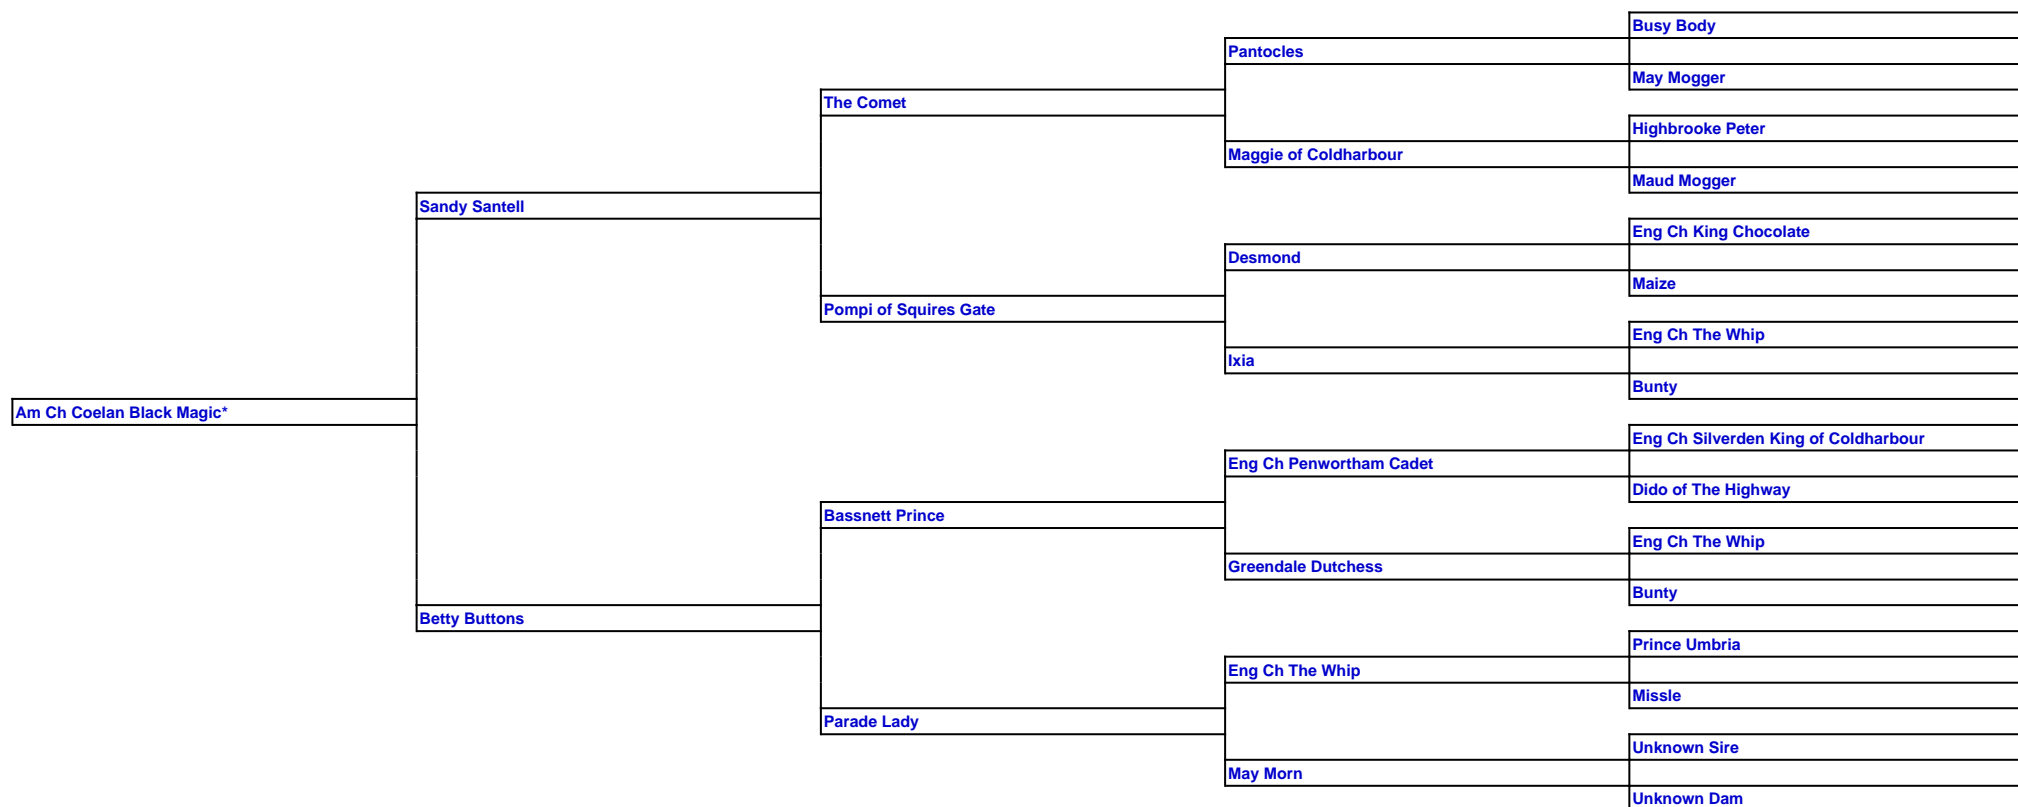 Busy Body
Pantocles
May Mogger
The Comet
Highbrooke Peter
Maggie of Coldharbour
Maud Mogger
Sandy Santell
Eng Ch King Chocolate
Desmond
Maize
Pompi of Squires Gate
Eng Ch The Whip
Ixia
Bunty
Am Ch Coelan Black Magic*
Eng Ch Silverden King of Coldharbour
Eng Ch Penwortham Cadet
Dido of The Highway
Bassnett Prince
Eng Ch The Whip
Greendale Dutchess
Bunty
Betty Buttons
Prince Umbria
Eng Ch The Whip
Missle
Parade Lady
Unknown Sire
May Morn
Unknown Dam